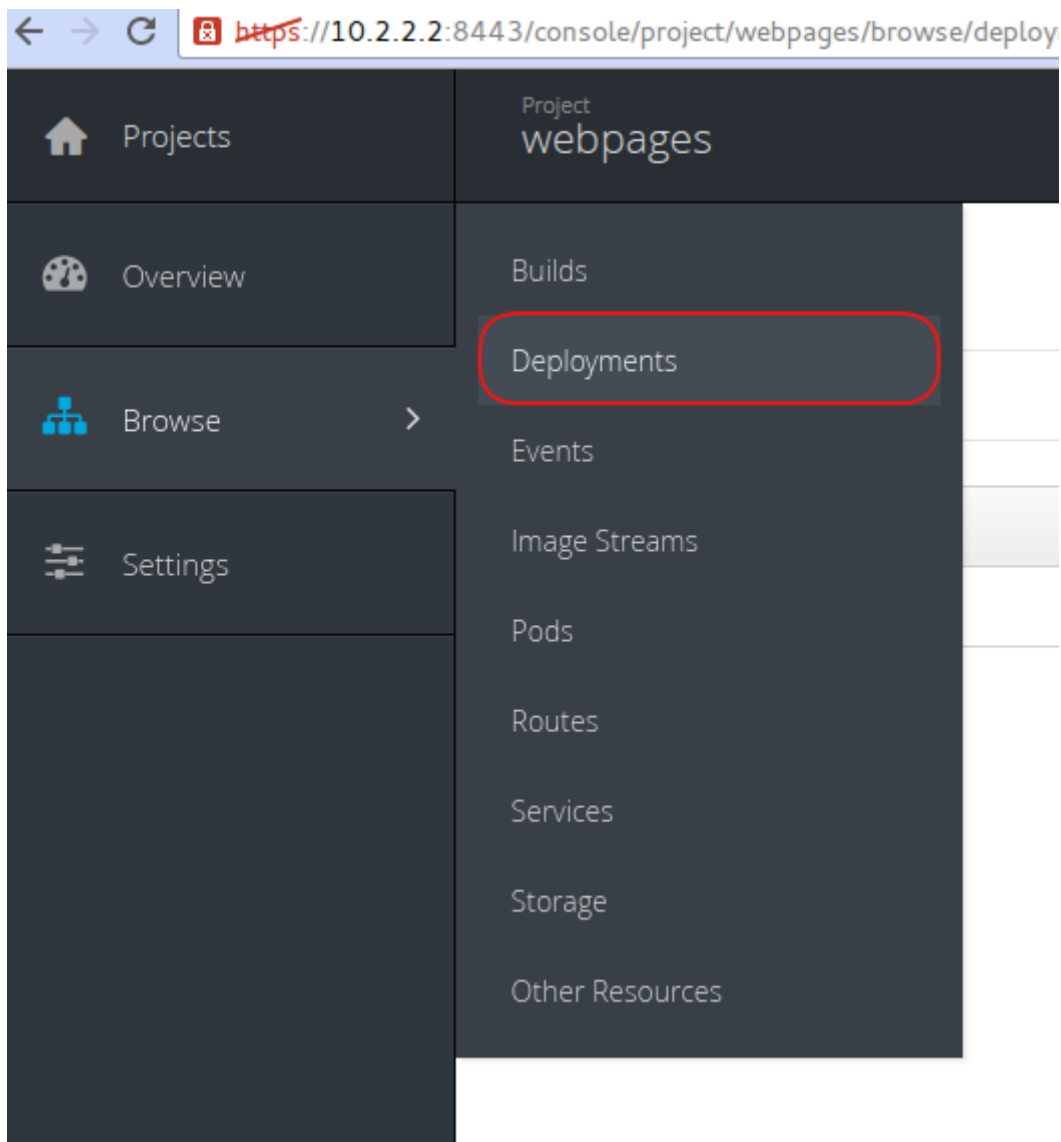 https://10.2.2.2:8443/console/project/webpages/browse/deploy
Projects
Project
webpages
Overview
Browse
Settings
Builds
Deployments
Events
Image Streams
Pods
Routes
Services
Storage
Other Resources